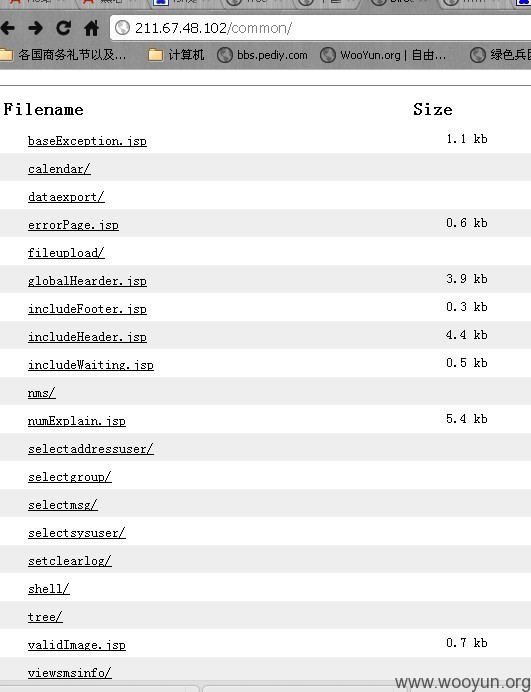 211.67.48.102/common/
各国商务礼节以及... 计算机 bbs.pediy.com WooYun.org | 自由... 绿色兵团
Filename Size
baseException.jsp 1.1 kb
calendar/
dataexport/
errorPage.jsp 0.6 kb
fileupload/
globalHearder.jsp 3.9 kb
includeFooter.jsp 0.3 kb
includeHeader.jsp 4.4 kb
includeWaiting.jsp 0.5 kb
nms/
numExplain.jsp 5.4 kb
selectaddressuser/
selectgroup/
selectmsg/
selectsysuser/
setclearlog/
shell/
tree/
validImage.jsp 0.7 kb
viewsmsinfo/
www.wooyun.org